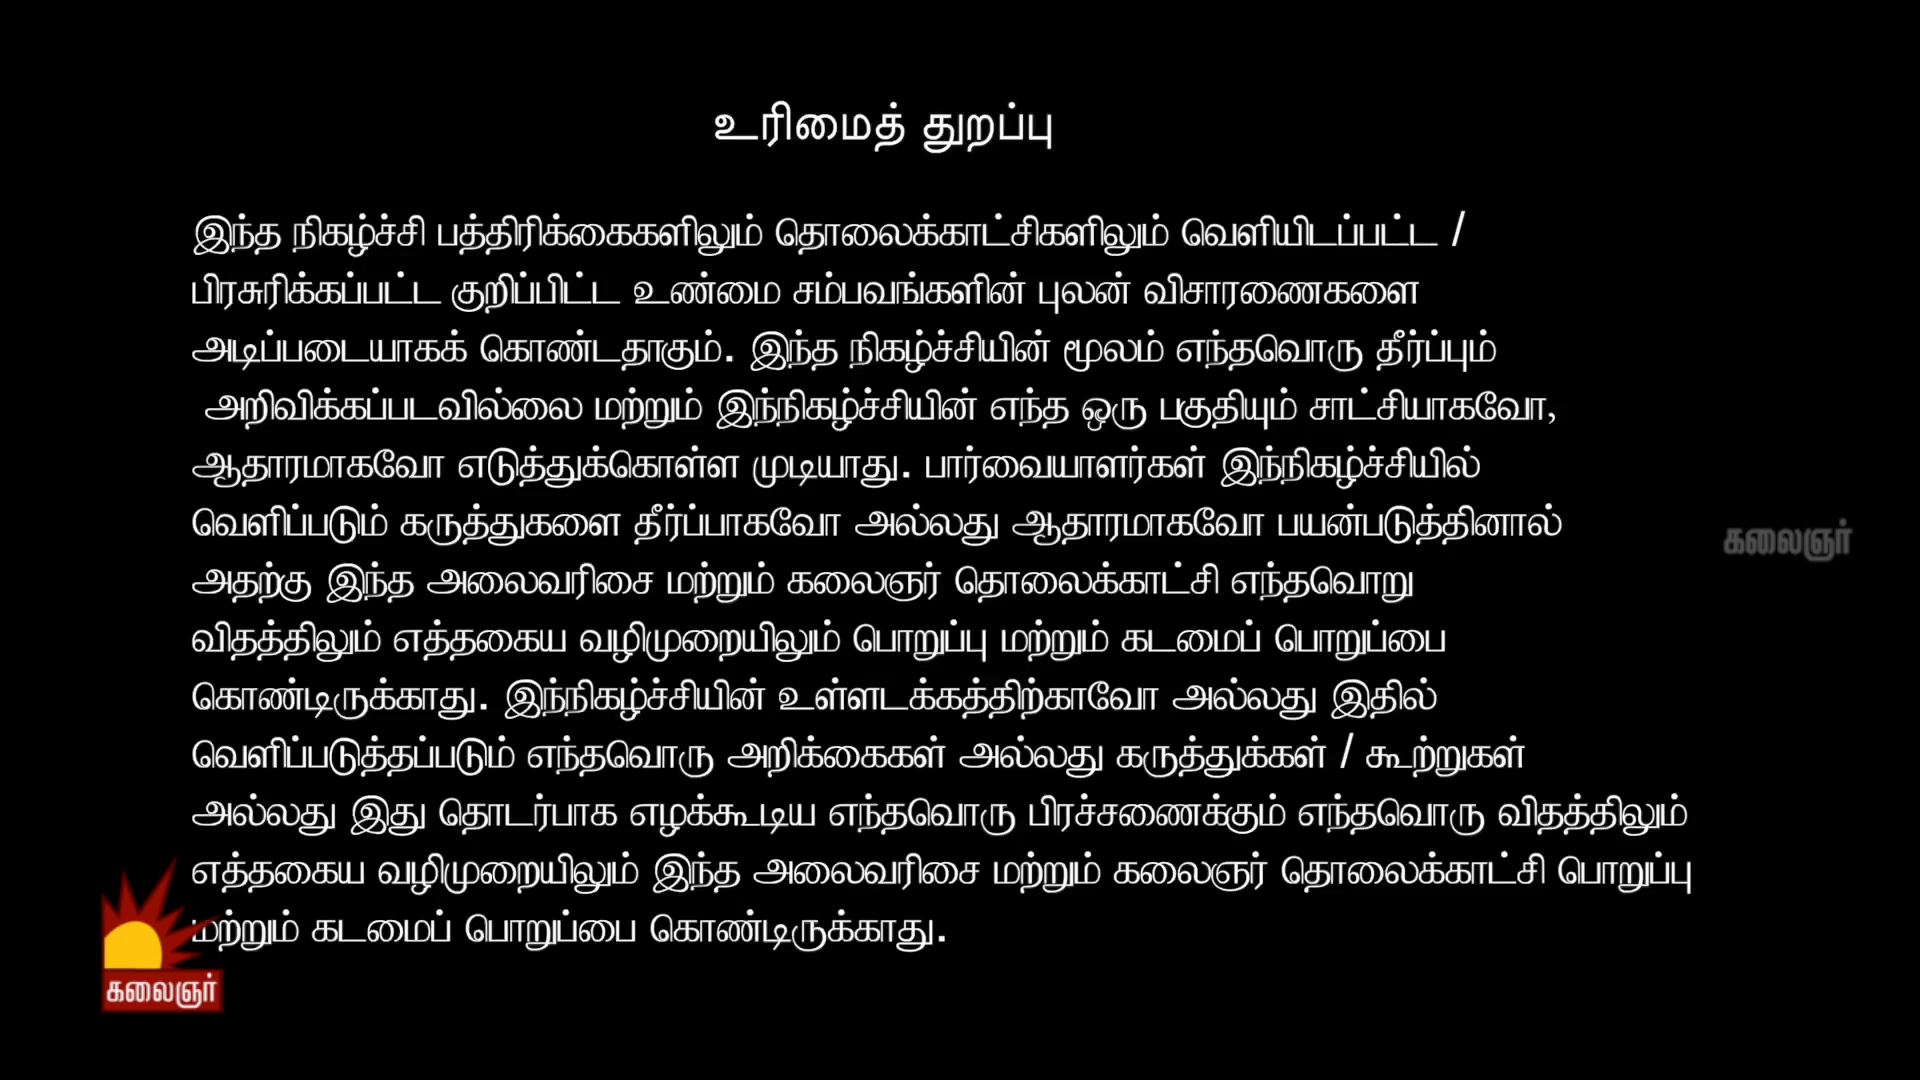 உரிமைத் துறப்பு
இந்த நிகழ்ச்சி பத்திரிக்கைகளிலும் தொலைக்காட்சிகளிலும் வெளியிடப்பட்ட /
பிரசுரிக்கப்பட்ட குறிப்பிட்ட உண்மை சம்பவங்களின் புலன் விசாரணைகளை
அடிப்படையாகக் கொண்டதாகும். இந்த நிகழ்ச்சியின் மூலம் எந்தவொரு தீர்ப்பும்
அறிவிக்கப்படவில்லை மற்றும் இந்நிகழ்ச்சியின் எந்த ஒரு பகுதியும் சாட்சியாகவோ,
ஆதாரமாகவோ எடுத்துக்கொள்ள முடியாது. பார்வையாளர்கள் இந்நிகழ்ச்சியில்
வெளிப்படும் கருத்துகளை தீர்ப்பாகவோ அல்லது ஆதாரமாகவோ பயன்படுத்தினால்
கலைஞர்
அதற்கு இந்த அலைவரிசை மற்றும் கலைஞர் தொலைக்காட்சி எந்தவொறு
விதத்திலும் எத்தகைய வழிமுறையிலும் பொறுப்பு மற்றும் கடமைப் பொறுப்பை
கொண்டிருக்காது. இந்நிகழ்ச்சியின் உள்ளடக்கத்திற்காவோ அல்லது இதில்
வெளிப்படுத்தப்படும் எந்தவொரு அறிக்கைகள் அல்லது கருத்துக்கள் / கூற்றுகள்
அல்லது இது தொடர்பாக எழக்கூடிய எந்தவொரு பிரச்சணைக்கும் எந்தவொரு விதத்திலும்
எத்தகைய வழிமுறையிலும் இந்த அலைவரிசை மற்றும் கலைஞர் தொலைக்காட்சி பொறுப்பு
மற்றும் கடமைப் பொறுப்பை கொண்டிருக்காது.
கலைஞர்